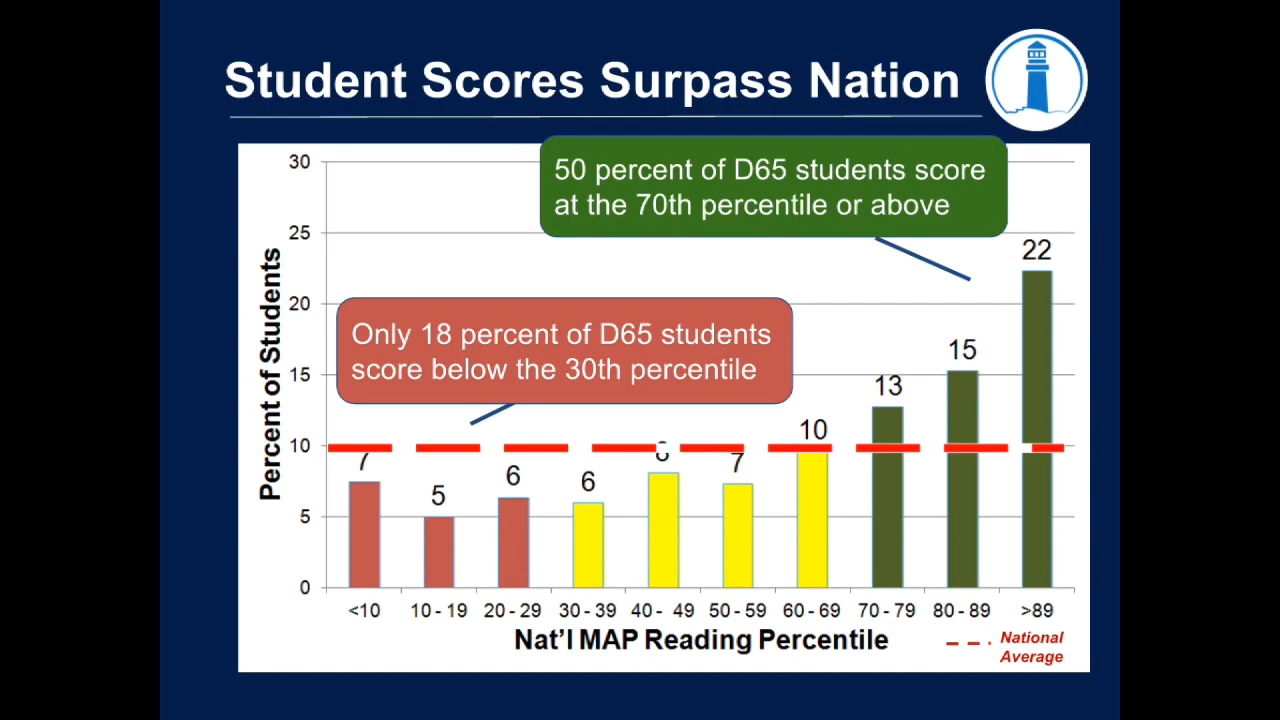 Student Scores Surpass Nation
50 percent of D65 students score
at the 70th percentile or above
Only 18 percent of D65 students
score below the 30th percentile
Percent of Students
30
25
20
15
10
5
0
7
5
6
6
7
10
13
15
22
<10
10 - 19
20 - 29
30 - 39
40 - 49
50 - 59
60 - 69
70 - 79
80 - 89
>89
Nat'l MAP Reading Percentile
National
Average